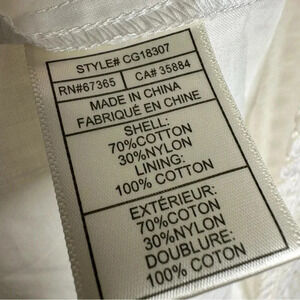 STYLE# CG18307
RN#67365 CA# 35884
MADE IN CHINA
FABRIQUÉ EN CHINE
SHELL:
70%COTTON
30%NYLON
LINING:
100% COTTON
EXTÉRIEUR:
70%COTON
30%NYLON
DOUBLURE:
100% COTON